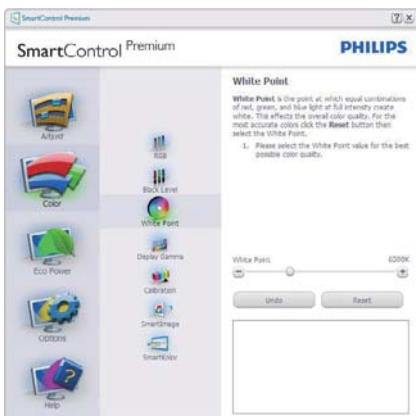 SmartControl Premium
SmartControl Premium
PHILIPS
Adjust
Color
Eco Power
Options
Help
RGB
Black Level
White Point
Display Gamma
Calibration
SmartImage
SmartKolor
White Point
White Point is the point at which equal combinations
of red, green, and blue light at full intensity create
white. This effects the overall color quality. For the
most accurate colors click the Reset button then
select the White Point.
1. Please select the White Point value for the best
possible color quality.
White Point
6500K
Undo
Reset